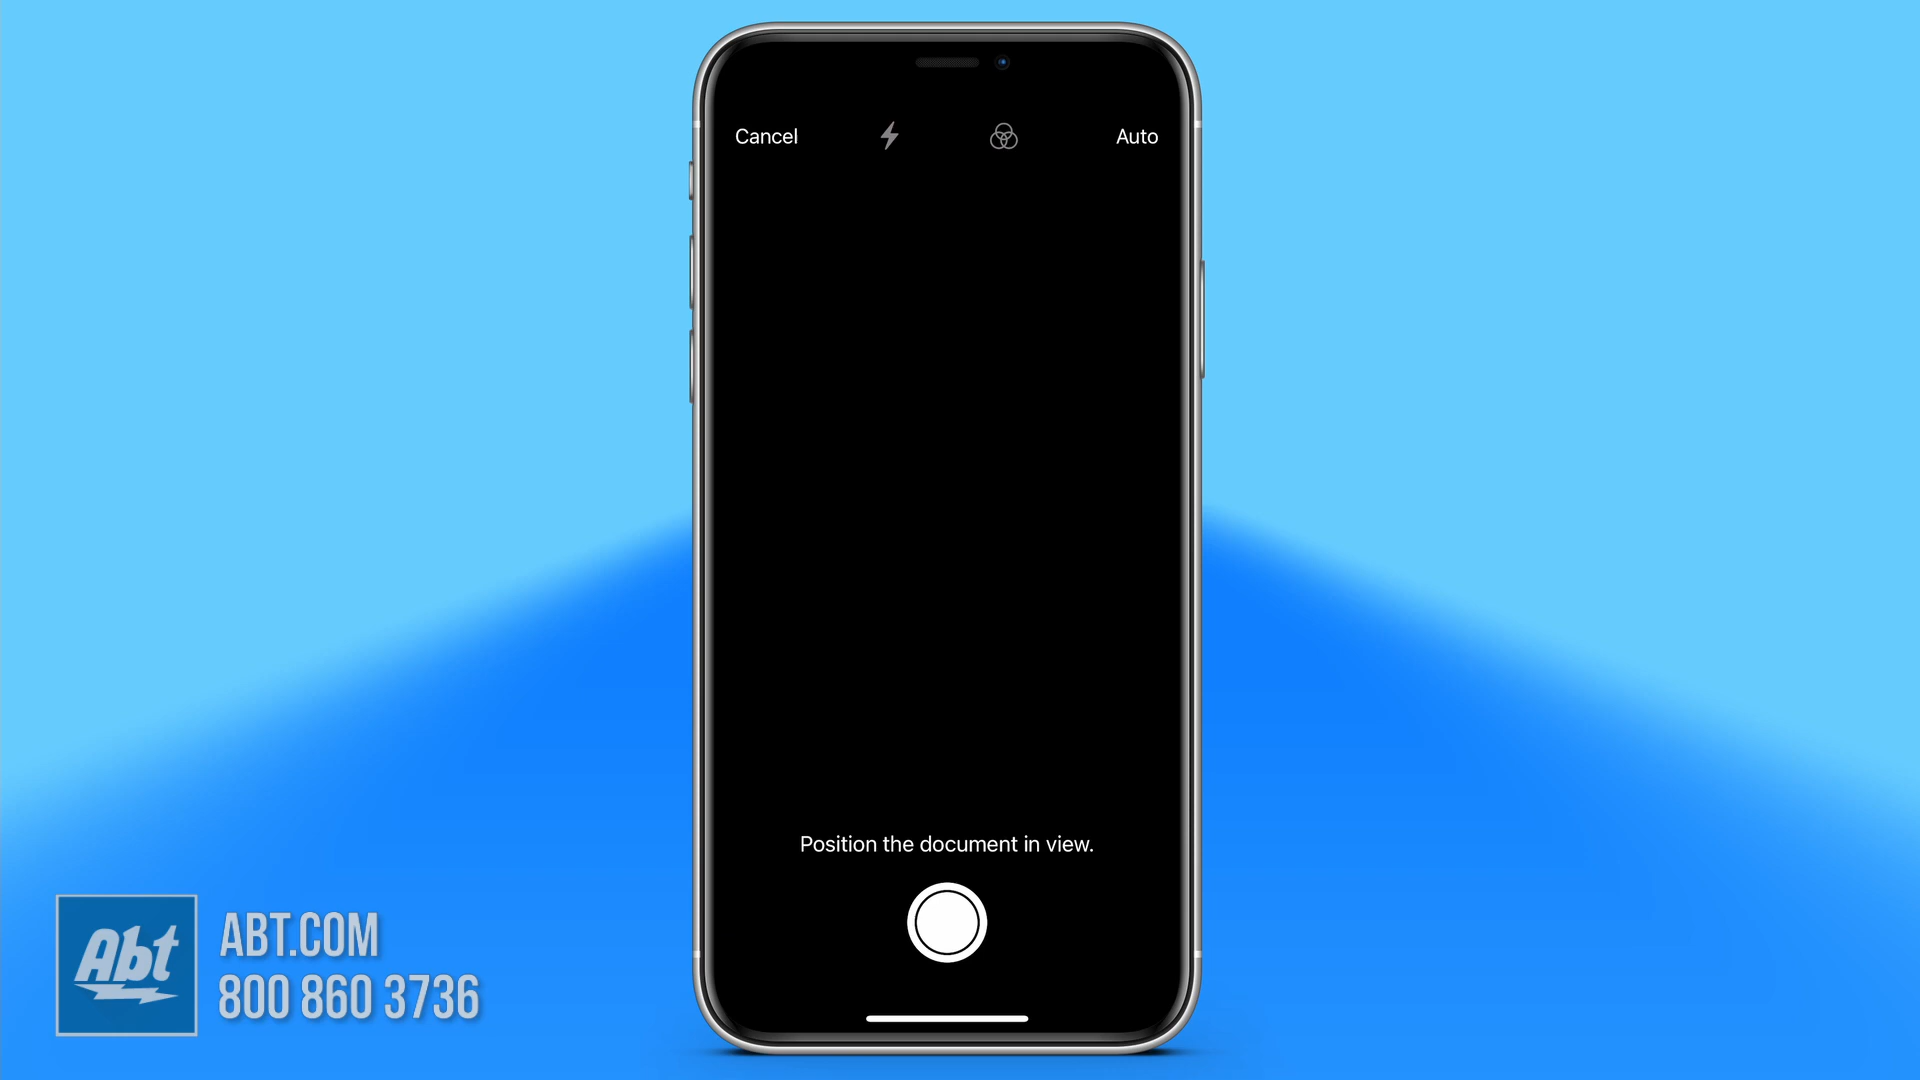 Cancel
Auto
Position the document in view.
Abt
ABT.COM
800 860 3736